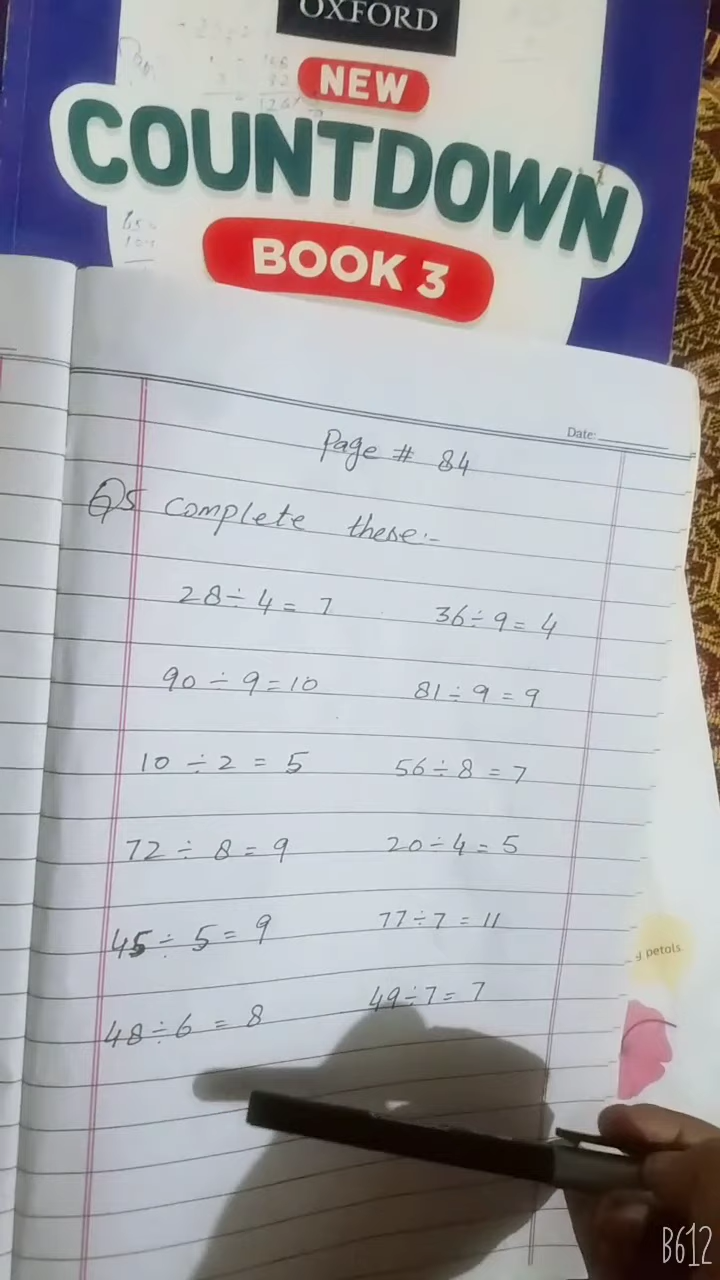 OXFORD
NEW
COUNTDOWN
BOOK 3
Date:
Page # 84
Q5 complete these:-
28÷4=7 36÷9=4
90÷9=10 81÷9=9
10÷2=5 56÷8=7
72÷8=9 20÷4=5
45÷5=9 77÷7=11
48÷6=8 49÷7=7
petals
B612